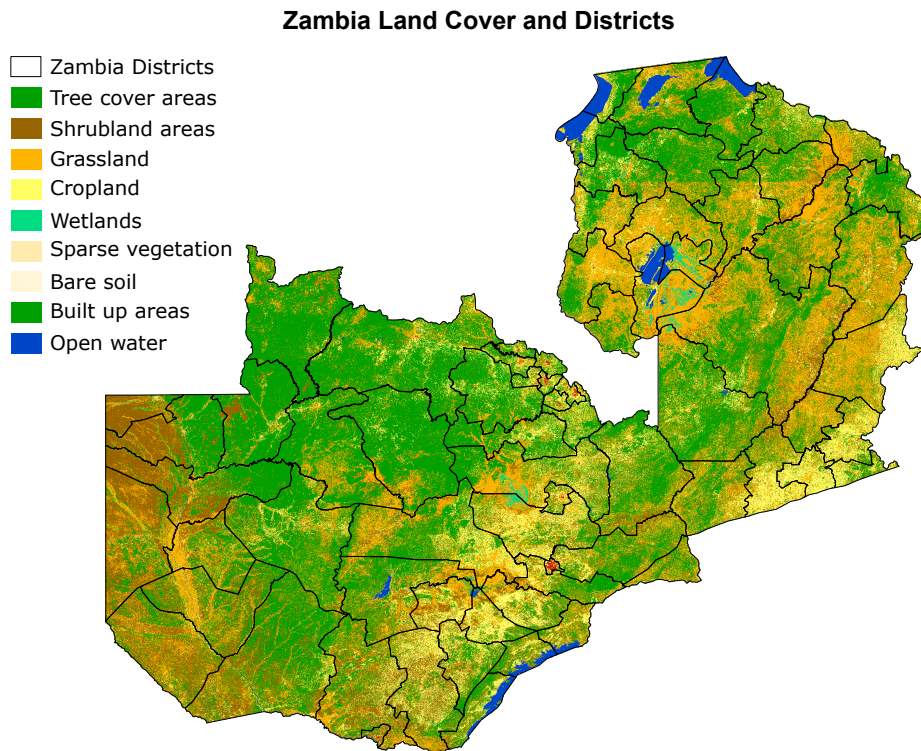 Zambia Land Cover and Districts
Zambia Districts
Tree cover areas
Shrubland areas
Grassland
Cropland
Wetlands
Sparse vegetation
Bare soil
Built up areas
Open water